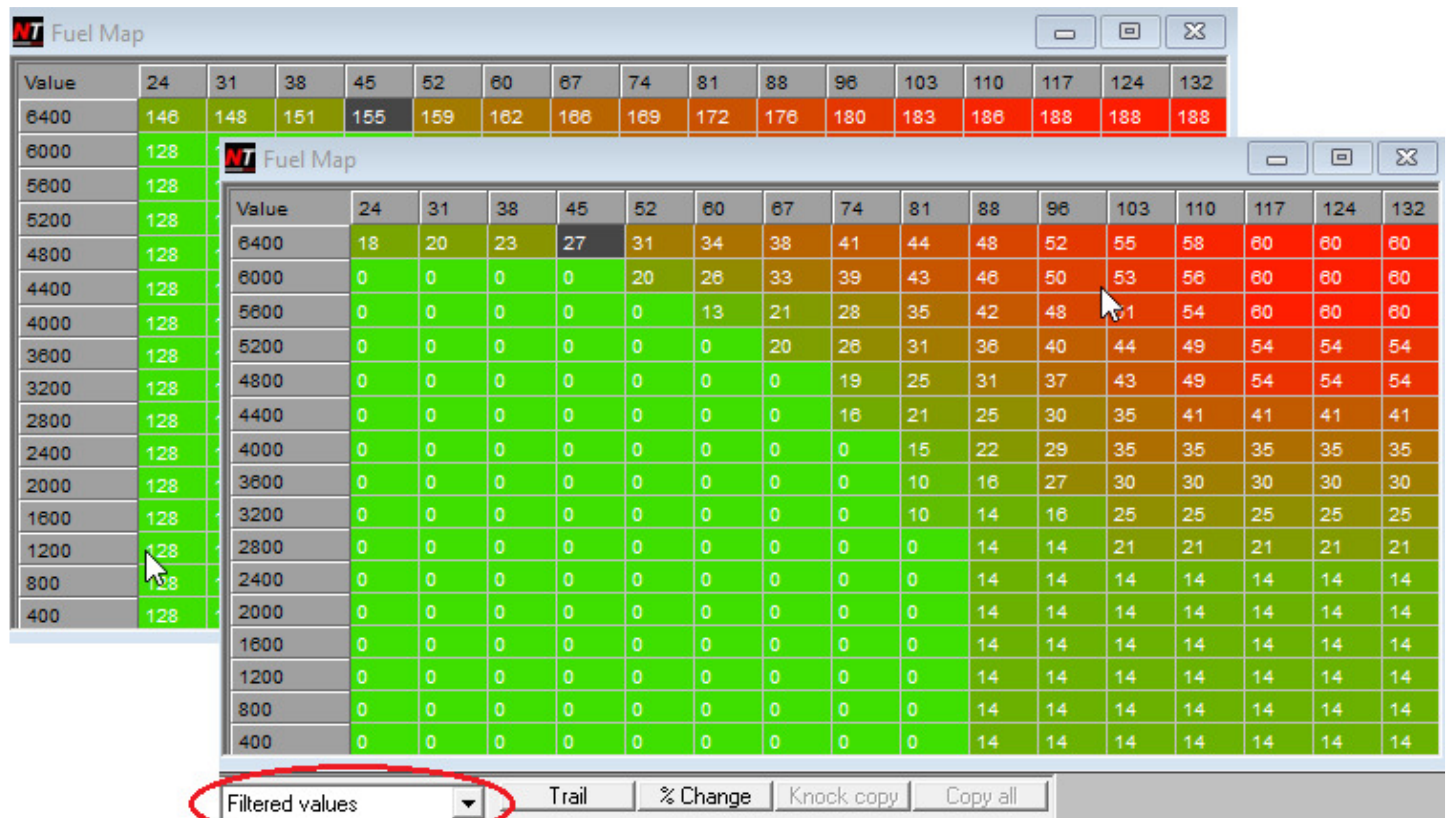 NT Fuel Map
Value 24 31 38 45 52 60 67 74 81 88 96 103 110 117 124 132
6400 146 148 151 155 159 162 166 169 172 176 180 183 186 188 188 188
6000 128
5600 128
5200 128
4800 128
4400 128
4000 128
3600 128
3200 128
2800 128
2400 128
2000 128
1600 128
1200 128
800 128
400 128
NT Fuel Map
Value 24 31 38 45 52 60 67 74 81 88 96 103 110 117 124 132
6400 18 20 23 27 31 34 38 41 44 48 52 55 58 60 60 60
6000 0 0 0 0 20 26 33 39 43 46 50 53 56 60 60 60
5600 0 0 0 0 0 13 21 28 35 42 48 51 54 60 60 60
5200 0 0 0 0 0 0 20 26 31 36 40 44 49 54 54 54
4800 0 0 0 0 0 0 0 19 25 31 37 43 49 54 54 54
4400 0 0 0 0 0 0 0 16 21 25 30 35 41 41 41 41
4000 0 0 0 0 0 0 0 0 15 22 29 35 35 35 35 35
3600 0 0 0 0 0 0 0 0 10 16 27 30 30 30 30 30
3200 0 0 0 0 0 0 0 0 10 14 16 25 25 25 25 25
2800 0 0 0 0 0 0 0 0 0 14 14 21 21 21 21 21
2400 0 0 0 0 0 0 0 0 0 14 14 14 14 14 14 14
2000 0 0 0 0 0 0 0 0 0 14 14 14 14 14 14 14
1600 0 0 0 0 0 0 0 0 0 14 14 14 14 14 14 14
1200 0 0 0 0 0 0 0 0 0 14 14 14 14 14 14 14
800 0 0 0 0 0 0 0 0 0 14 14 14 14 14 14 14
400 0 0 0 0 0 0 0 0 0 14 14 14 14 14 14 14
Filtered values Trail % Change Knock copy Copy all